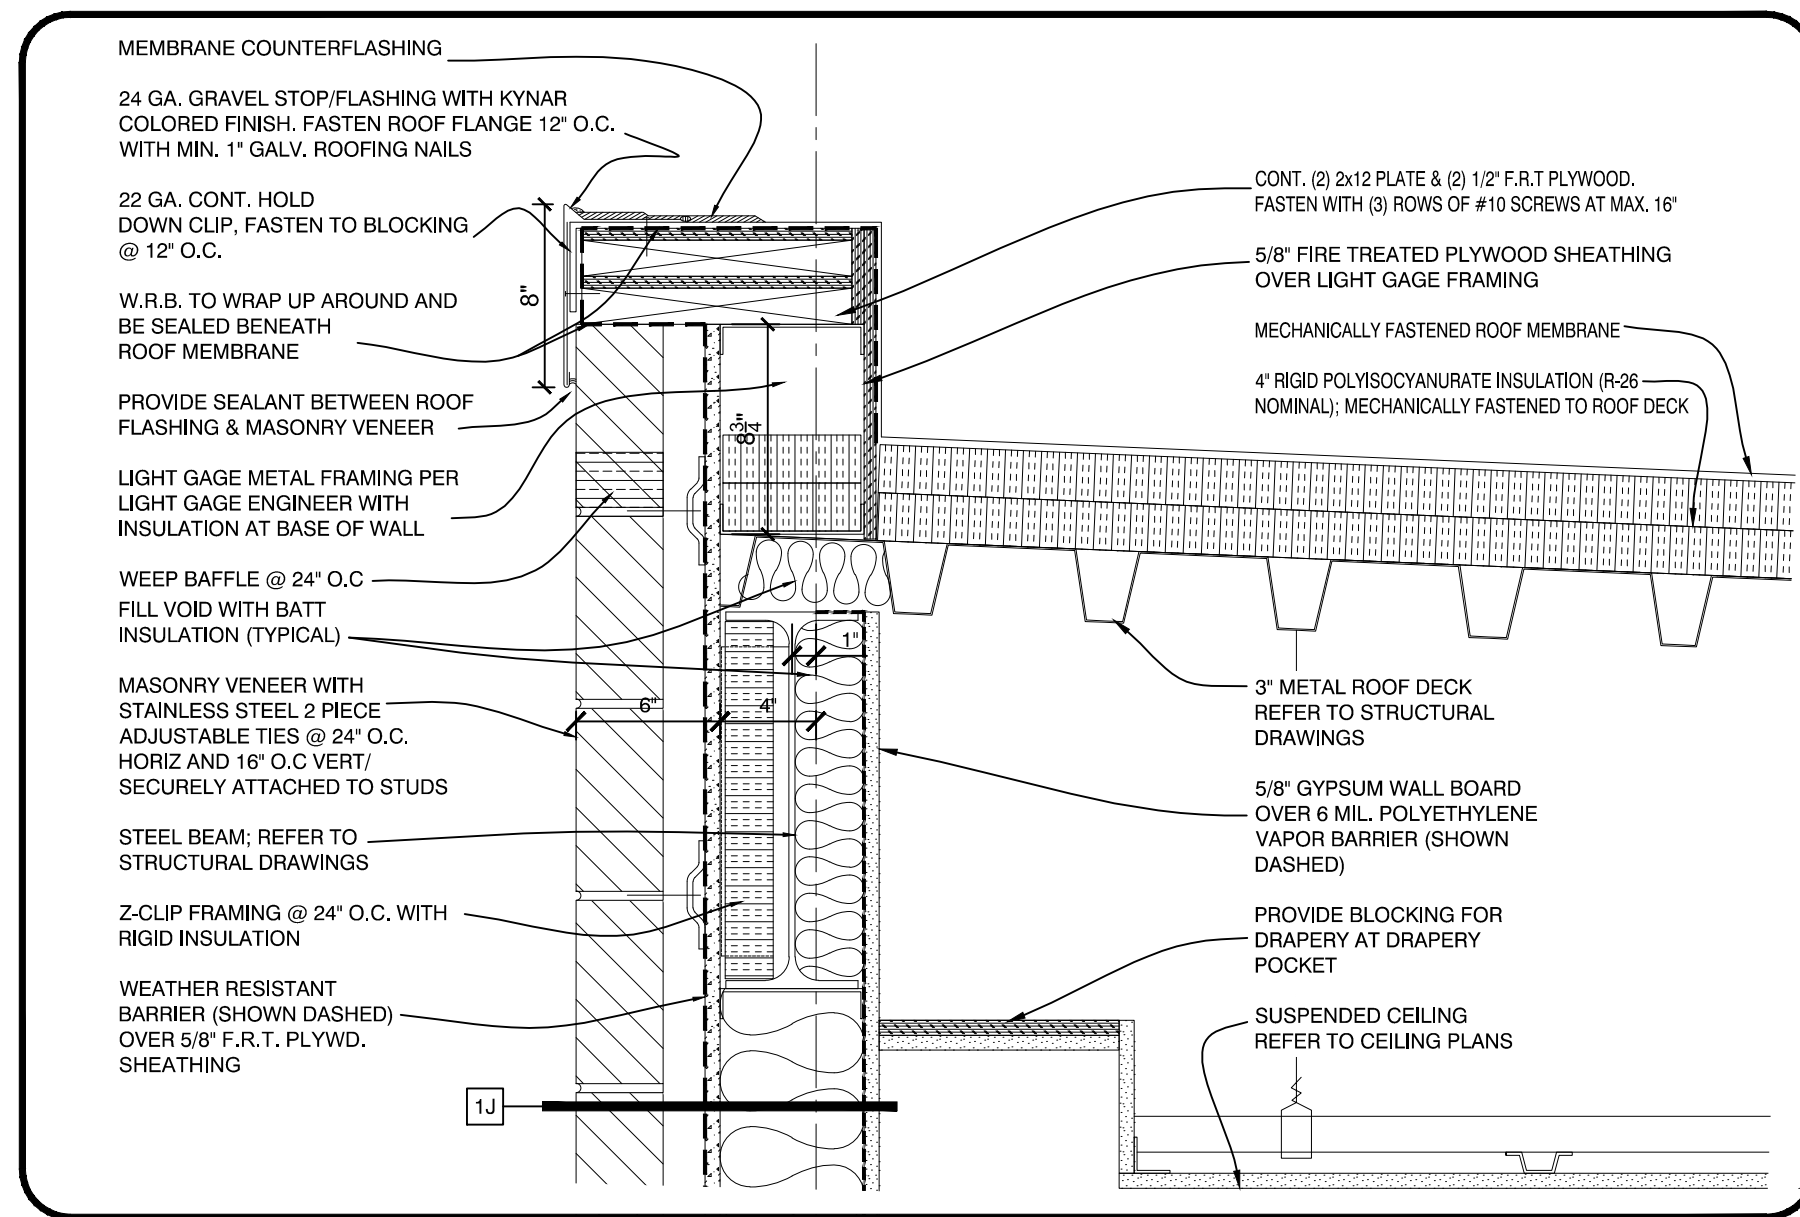 MEMBRANE COUNTERFLASHING
24 GA. GRAVEL STOP/FLASHING WITH KYNAR
COLORED FINISH. FASTEN ROOF FLANGE 12" O.C.
WITH MIN. 1" GALV. ROOFING NAILS
22 GA. CONT. HOLD
DOWN CLIP, FASTEN TO BLOCKING
@ 12" O.C.
W.R.B. TO WRAP UP AROUND AND
BE SEALED BENEATH
ROOF MEMBRANE
PROVIDE SEALANT BETWEEN ROOF
FLASHING & MASONRY VENEER
LIGHT GAGE METAL FRAMING PER
LIGHT GAGE ENGINEER WITH
INSULATION AT BASE OF WALL
WEEP BAFFLE @ 24" O.C
FILL VOID WITH BATT
INSULATION (TYPICAL)
MASONRY VENEER WITH
STAINLESS STEEL 2 PIECE
ADJUSTABLE TIES @ 24" O.C.
HORIZ AND 16" O.C VERT/
SECURELY ATTACHED TO STUDS
STEEL BEAM; REFER TO
STRUCTURAL DRAWINGS
Z-CLIP FRAMING @ 24" O.C. WITH
RIGID INSULATION
WEATHER RESISTANT
BARRIER (SHOWN DASHED)
OVER 5/8" F.R.T. PLYWD.
SHEATHING
1J
8"
8 3/4"
1"
6"
4"
CONT. (2) 2x12 PLATE & (2) 1/2" F.R.T PLYWOOD.
FASTEN WITH (3) ROWS OF #10 SCREWS AT MAX. 16"
5/8" FIRE TREATED PLYWOOD SHEATHING
OVER LIGHT GAGE FRAMING
MECHANICALLY FASTENED ROOF MEMBRANE
4" RIGID POLYISOCYANURATE INSULATION (R-26
NOMINAL); MECHANICALLY FASTENED TO ROOF DECK
3" METAL ROOF DECK
REFER TO STRUCTURAL
DRAWINGS
5/8" GYPSUM WALL BOARD
OVER 6 MIL. POLYETHYLENE
VAPOR BARRIER (SHOWN
DASHED)
PROVIDE BLOCKING FOR
DRAPERY AT DRAPERY
POCKET
SUSPENDED CEILING
REFER TO CEILING PLANS